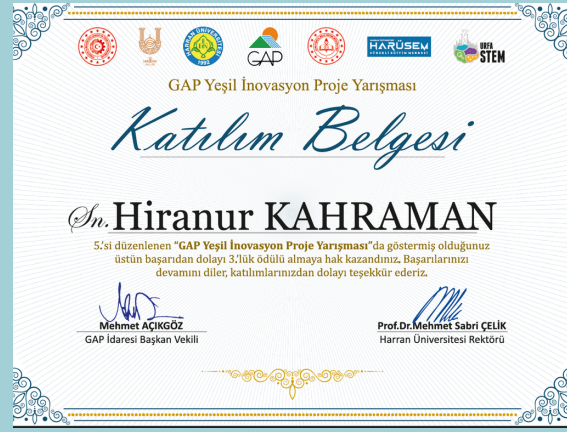 HARRAN ÜNİVERSİTESİ
1992
GAP
HARÜSEM
URFA
STEM
GAP Yeşil İnovasyon Proje Yarışması
Katılım Belgesi
Sn. Hiranur KAHRAMAN
5.'si düzenlenen “GAP Yeşil İnovasyon Proje Yarışması”da göstermiş olduğunuz
üstün başarıdan dolayı 3.'lük ödülü almaya hak kazandınız. Başarılarınızı
devamını diler, katılımlarınızdan dolayı teşekkür ederiz.
Mehmet AÇIKGÖZ
GAP İdaresi Başkan Vekili
Prof.Dr.Mehmet Sabri ÇELİK
Harran Üniversitesi Rektörü